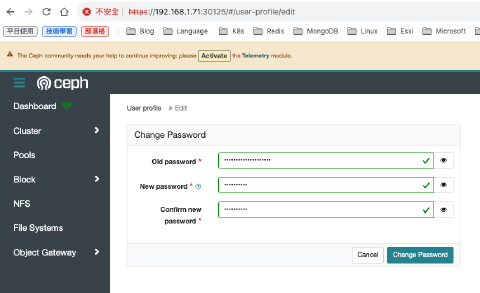 不安全 https://192.168.1.71:30125/#/user-profile/edit
平日使用 技術學習 部落格 Blog Language K8s Redis MongoDB Linux Esxi Microsoft
The Ceph community needs your help to continue improving: please Activate the Telemetry module.
ceph
Dashboard
User profile » Edit
Cluster
Change Password
Pools
Old password *
Block
New password *
NFS
Confirm new
password *
File Systems
Object Gateway
Cancel Change Password